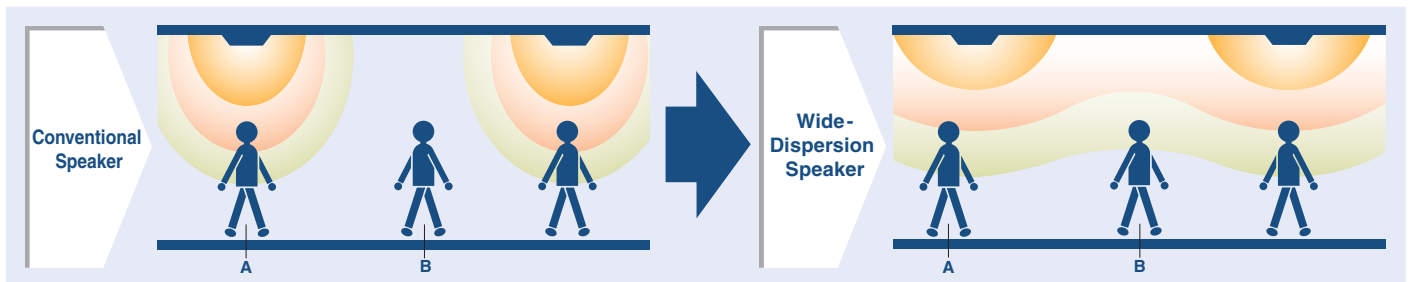 Conventional
Speaker
A
B
Wide-
Dispersion
Speaker
A
B